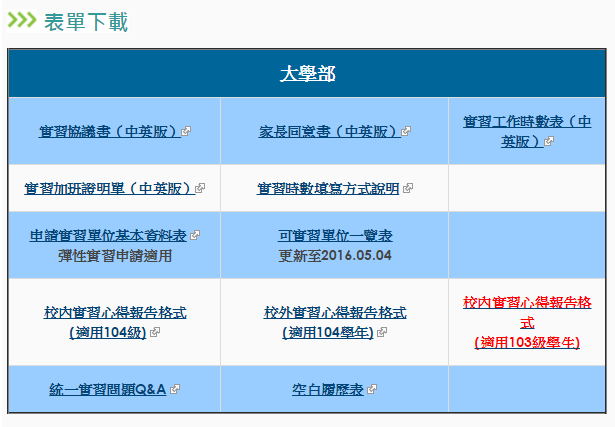 表單下載
大學部
實習協議書（中英版）
家長同意書（中英版）
實習工作時數表（中
英版）
實習加班證明單（中英版）
實習時數填寫方式說明
申請實習單位基本資料表
彈性實習申請適用
可實習單位一覽表
更新至2016.05.04
校內實習心得報告格式
(適用104級)
校外實習心得報告格式
(適用104學年)
校內實習心得報告格
式
(適用103級學生)
統一實習問題Q&A
空白履歷表